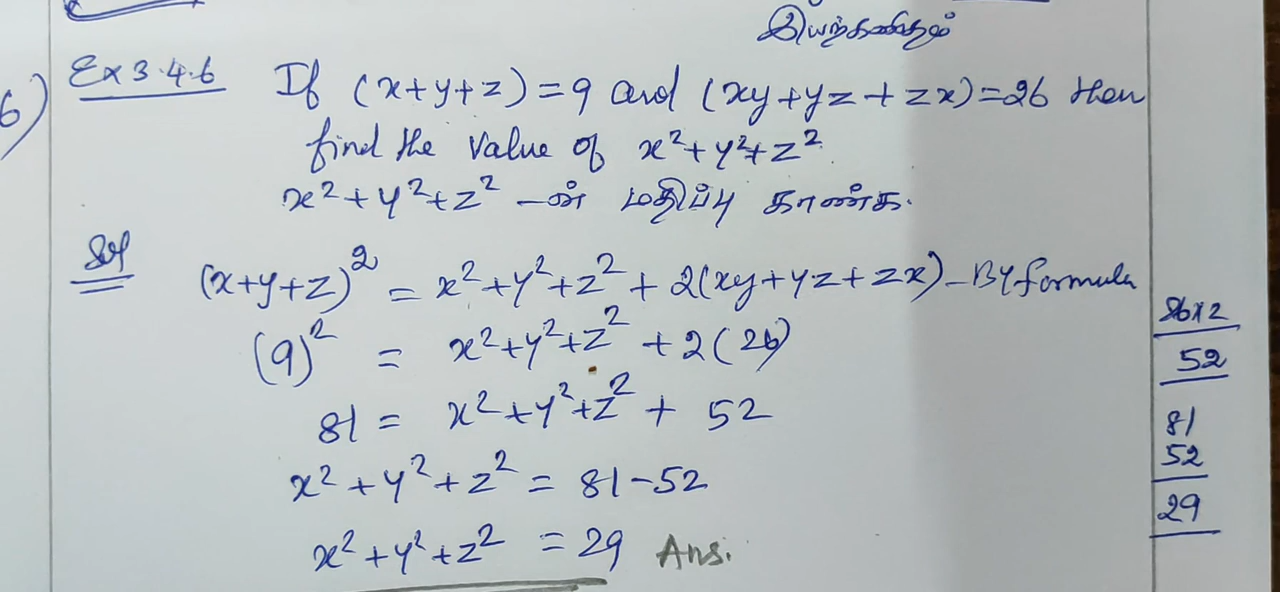 இயற்கணிதம்
6) Ex 3.4.6 If (x+y+z)=9 and (xy+yz+zx)=26 then
find the value of x²+y²+z²
x²+y²+z² –ன் மதிப்பு காண்க.
Sol
(x+y+z)² = x²+y²+z²+2(xy+yz+zx) – By formula
(9)² = x²+y²+z²+2(26)
81 = x²+y²+z² + 52
x²+y²+z² = 81-52
x²+y²+z² = 29 Ans.
26x2
52
81
52
29